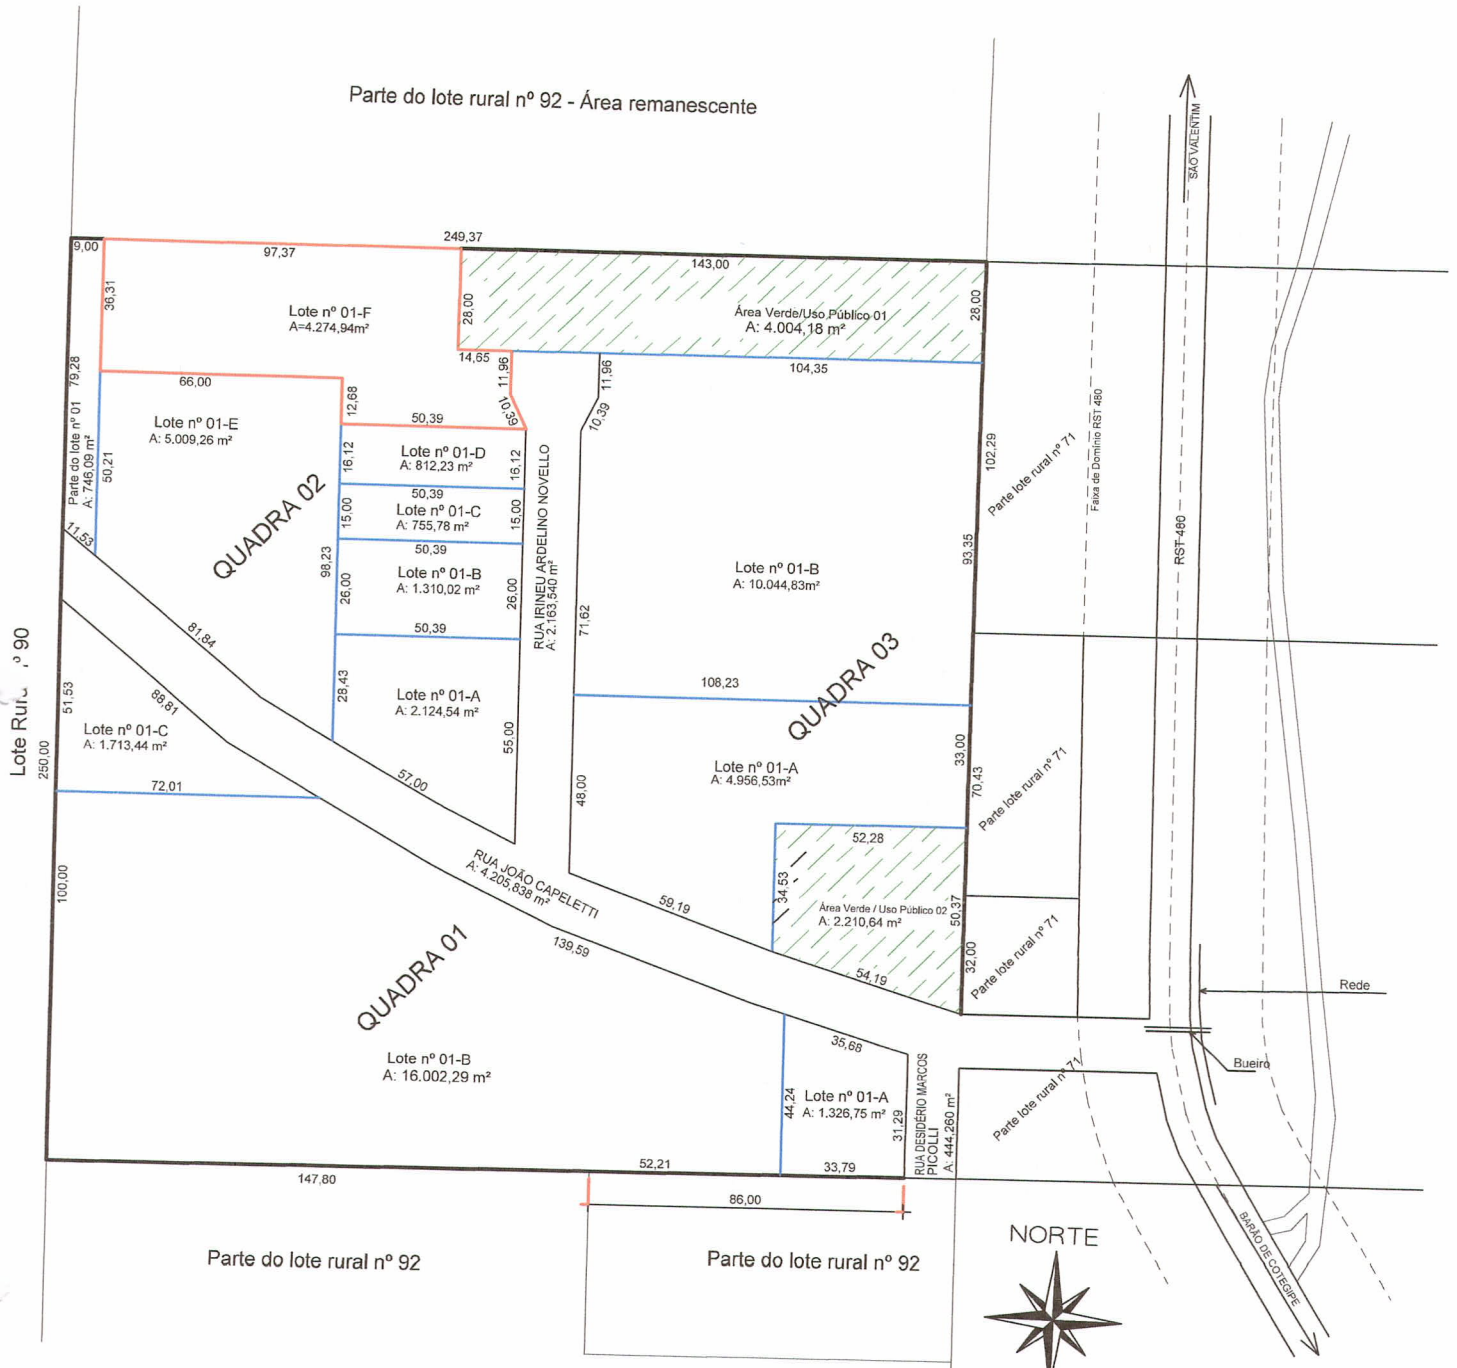 Parte do lote rural nº 92 - Área remanescente
SÃO VALENTIM
9,00
97,37
249,37
143,00
36,31
Lote nº 01-F
A=4.274,94m²
28,00
Área Verde/Uso Público 01
A: 4.004,18 m²
28,00
14,65
11,96
11,96
104,35
79,28
66,00
12,68
10,39
10,39
50,39
Faixa de Domínio RST 480
Parte do lote nº 01
A: 746,09 m²
50,21
Lote nº 01-E
A: 5.009,26 m²
16,12
Lote nº 01-D
A: 812,23 m²
16,12
102,29
Parte lote rural nº 71
QUADRA 02
50,39
15,00
Lote nº 01-C
A: 755,78 m²
15,00
RUA IRINEU ARDELINO NOVELLO
A: 2.163,540 m²
RST-480
11,53
98,23
50,39
26,00
Lote nº 01-B
A: 1.310,02 m²
26,00
93,35
Lote nº 01-B
A: 10.044,83m²
81,84
50,39
71,62
QUADRA 03
nº 90
Lote
51,53
88,81
28,43
Lote nº 01-A
A: 2.124,54 m²
108,23
Lote nº 01-C
A: 1.713,44 m²
55,00
33,00
250,00
72,01
57,00
48,00
Lote nº 01-A
A: 4.956,53m²
70,43
Parte lote rural nº 71
52,28
100,00
RUA JOÃO CAPELETTI
A: 4.205,838 m²
34,53
59,19
Área Verde / Uso Público 02
A: 2.210,64 m²
50,37
QUADRA 01
139,59
54,19
32,00
Parte lote rural nº 71
Rede
35,68
Lote nº 01-B
A: 16.002,29 m²
44,24
Lote nº 01-A
A: 1.326,75 m²
31,29
RUA DESIDÉRIO MARCOS
PICOLLI
A: 444,260 m²
Parte lote rural nº 71
Bueiro
147,80
52,21
33,79
86,00
Parte do lote rural nº 92
Parte do lote rural nº 92
NORTE
BARÃO DE COTEGIPE